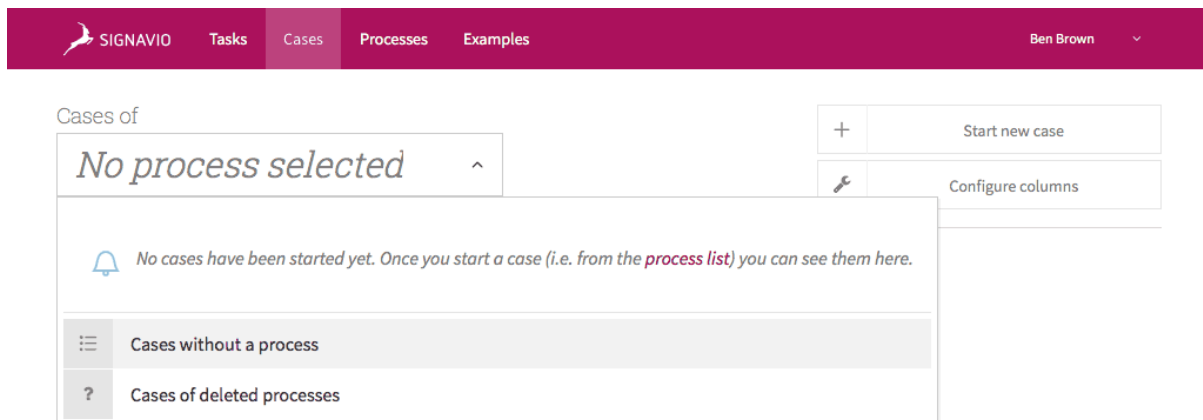 SIGNAVIO Tasks Cases Processes Examples Ben Brown
Cases of
No process selected
Start new case
Configure columns
No cases have been started yet. Once you start a case (i.e. from the process list) you can see them here.
Cases without a process
? Cases of deleted processes